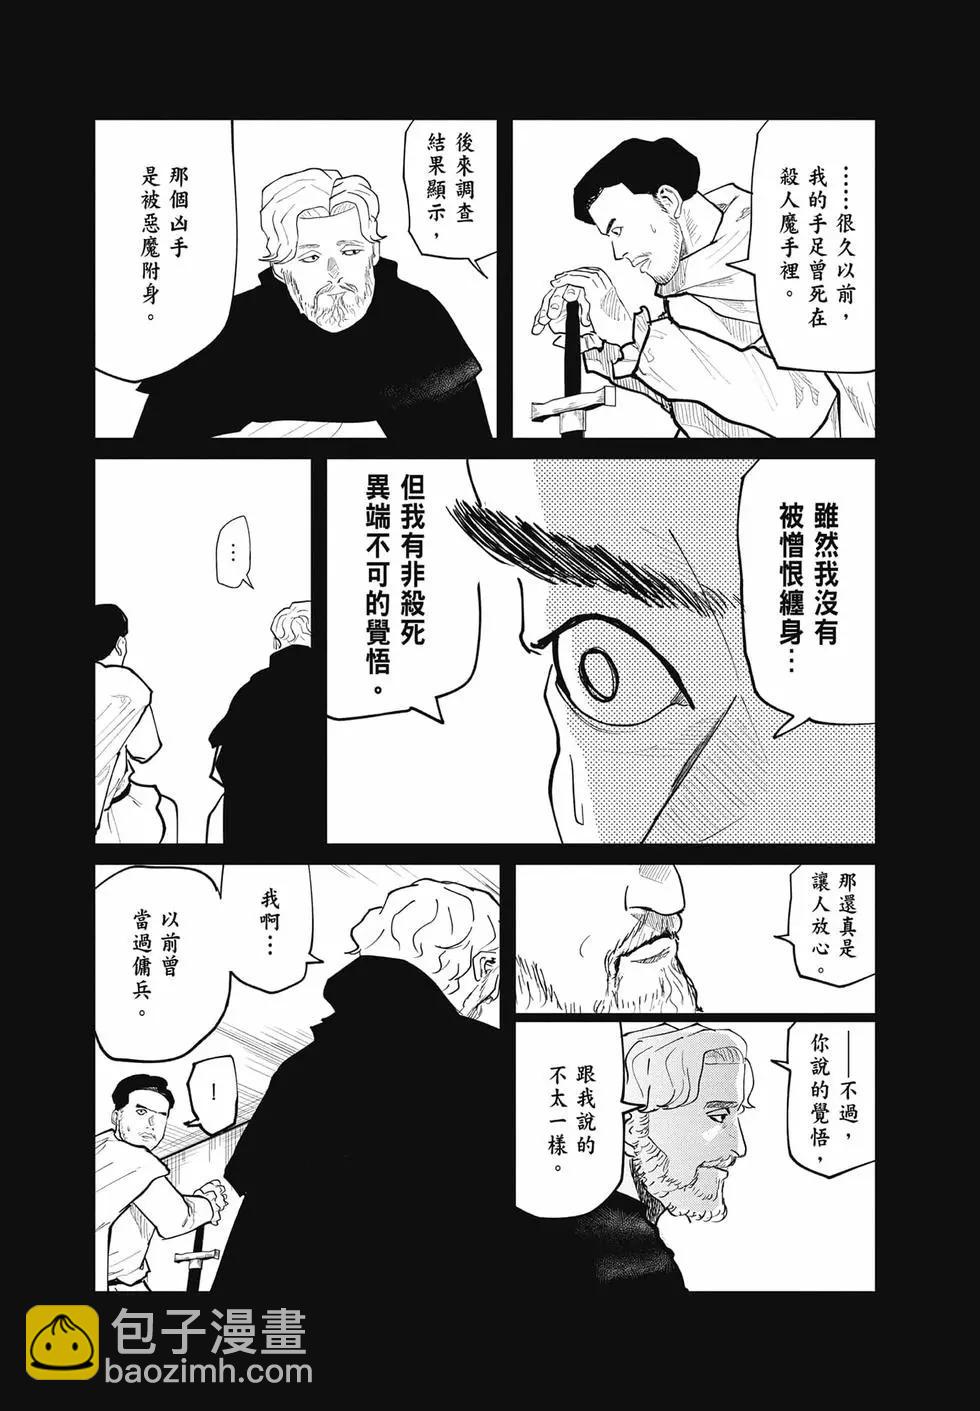 ……很久以前，
我的手足曾死在
殺人魔手裡。
後來調查
結果顯示，
那個凶手
是被惡魔附身。
雖然我沒有
被憎恨纏身…
但我有非殺死
異端不可的覺悟。
…
那還真是
讓人放心。
——不過，
你說的覺悟，
跟我說的
不太一樣。
我啊…
以前曾
當過傭兵。
！
包子漫畫
baozimh.com